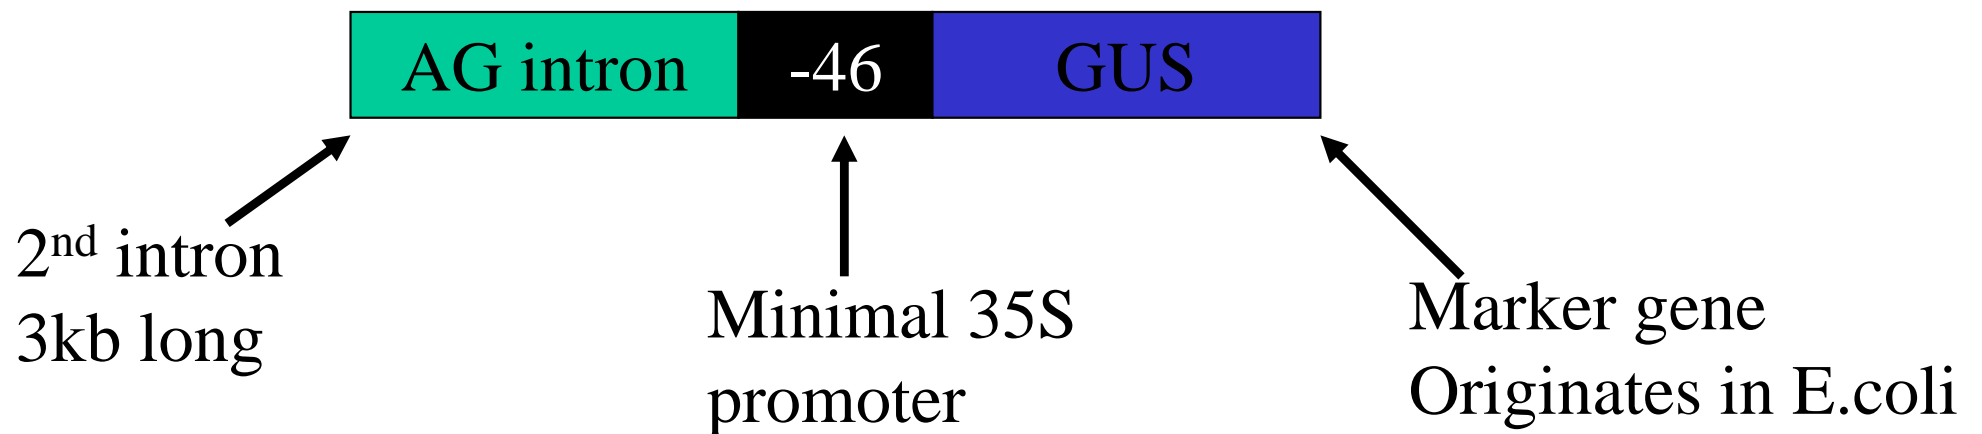 AG intron -46 GUS
2nd intron
3kb long
Minimal 35S
promoter
Marker gene
Originates in E.coli